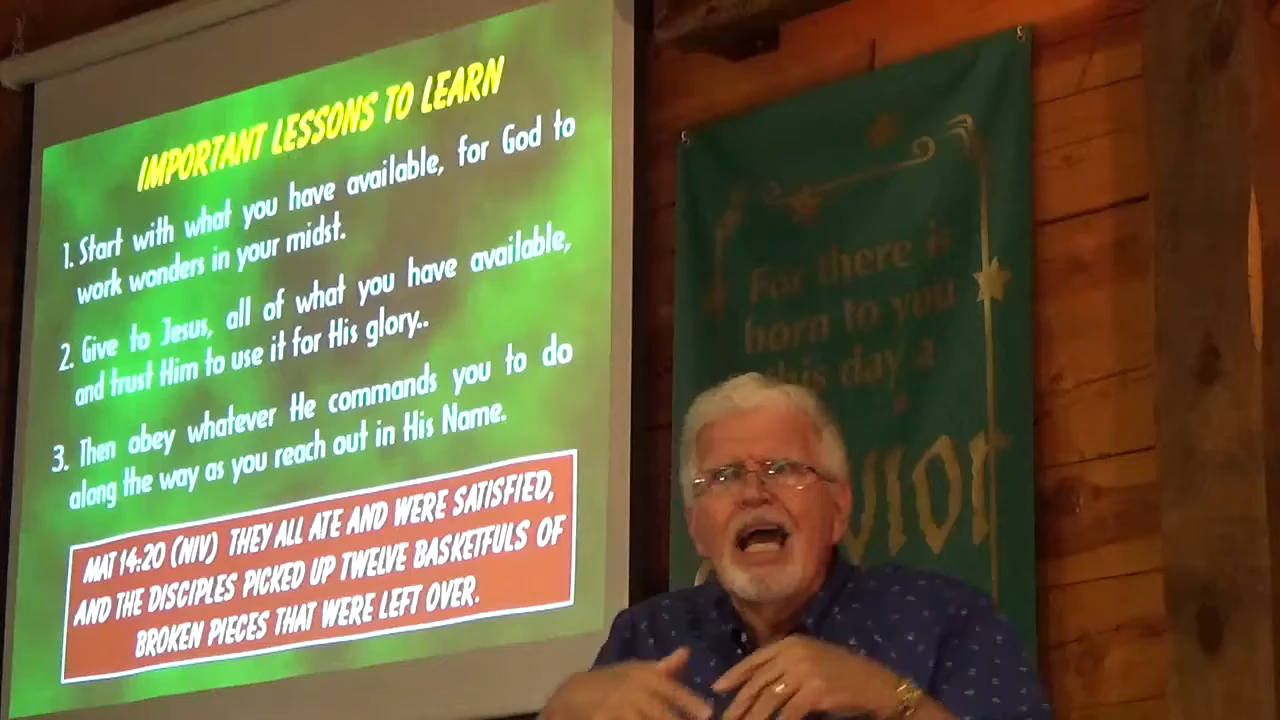 IMPORTANT LESSONS TO LEARN
1. Start with what you have available, for God to
work wonders in your midst.
2. Give to Jesus, all of what you have available,
and trust Him to use it for His glory..
3. Then obey whatever He commands you to do
along the way as you reach out in His Name.
MAT 14:20 (NIV) THEY ALL ATE AND WERE SATISFIED,
AND THE DISCIPLES PICKED UP TWELVE BASKETFULS OF
BROKEN PIECES THAT WERE LEFT OVER.
For there is
born to you
this day a